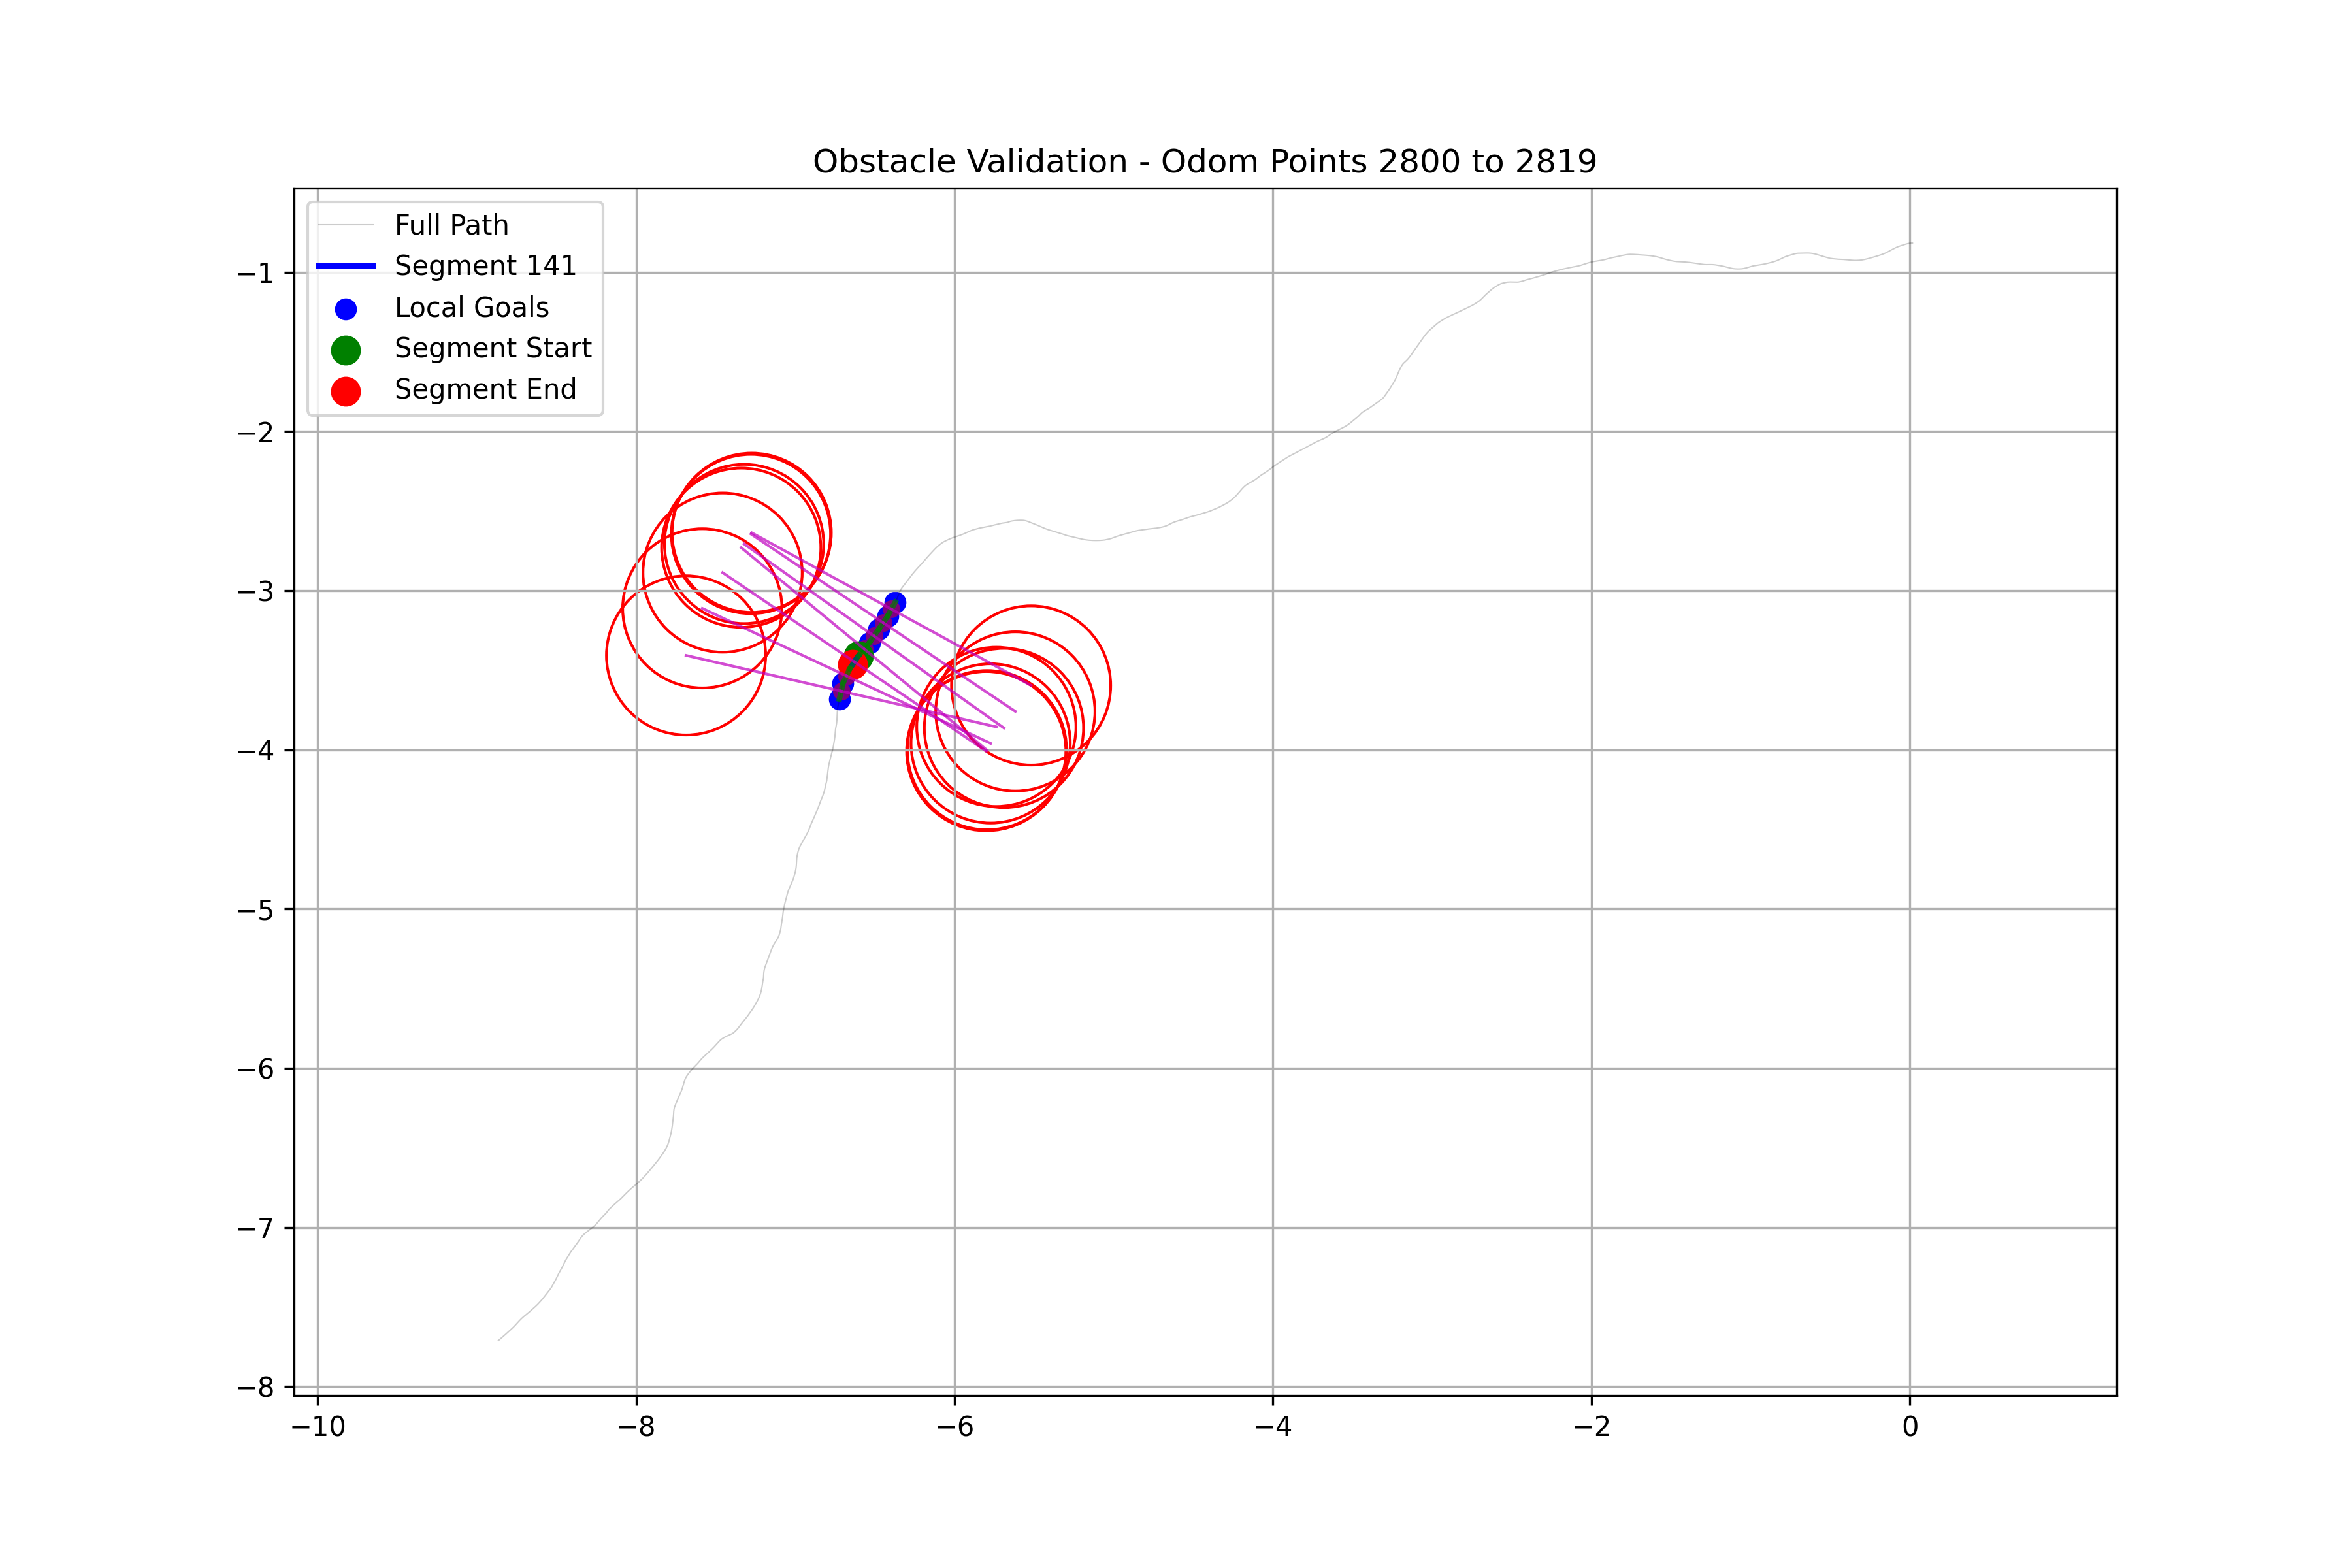 Obstacle Validation - Odom Points 2800 to 2819
Full Path
Segment 141
Local Goals
Segment Start
Segment End
−1
−2
−3
−4
−5
−6
−7
−8
−10
−8
−6
−4
−2
0